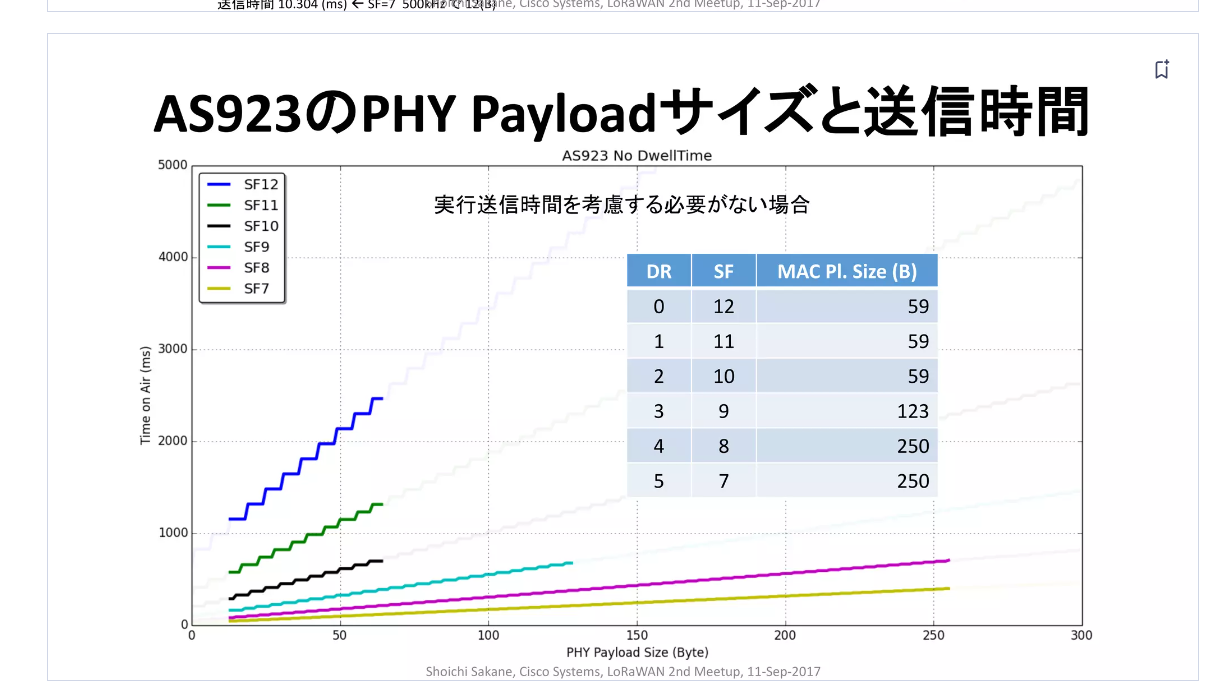 送信時間 10.304 (ms) ← SF=7 500kHz で 12(B)
Shoichi Sakane, Cisco Systems, LoRaWAN 2nd Meetup, 11-Sep-2017
AS923のPHY Payloadサイズと送信時間
AS923 No DwellTime
実行送信時間を考慮する必要がない場合
SF12
SF11
SF10
SF9
SF8
SF7
DR SF MAC Pl. Size (B)
0 12 59
1 11 59
2 10 59
3 9 123
4 8 250
5 7 250
Time on Air (ms)
5000
4000
3000
2000
1000
0
0 50 100 150 200 250 300
PHY Payload Size (Byte)
Shoichi Sakane, Cisco Systems, LoRaWAN 2nd Meetup, 11-Sep-2017